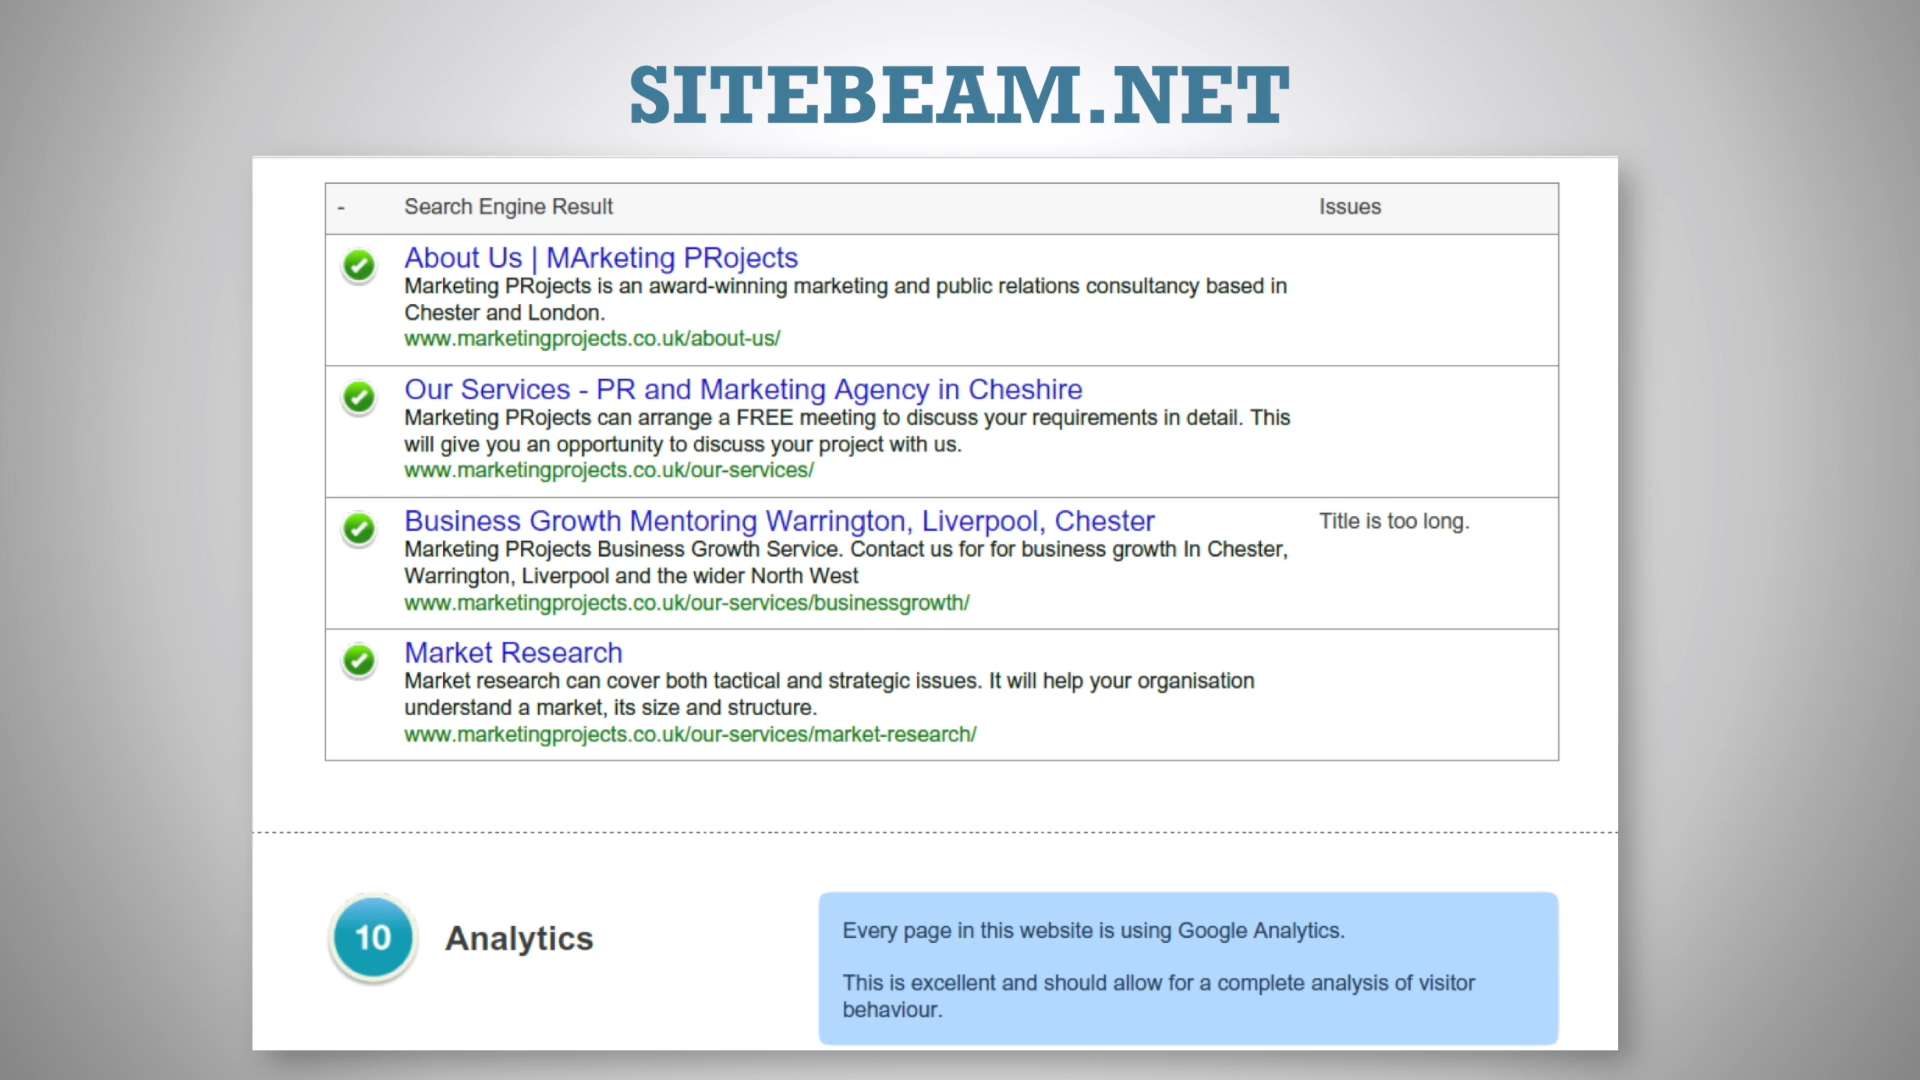 SITEBEAM.NET
- Search Engine Result Issues
About Us | MArketing PRojects
Marketing PRojects is an award-winning marketing and public relations consultancy based in
Chester and London.
www.marketingprojects.co.uk/about-us/
Our Services - PR and Marketing Agency in Cheshire
Marketing PRojects can arrange a FREE meeting to discuss your requirements in detail. This
will give you an opportunity to discuss your project with us.
www.marketingprojects.co.uk/our-services/
Business Growth Mentoring Warrington, Liverpool, Chester Title is too long.
Marketing PRojects Business Growth Service. Contact us for for business growth In Chester,
Warrington, Liverpool and the wider North West
www.marketingprojects.co.uk/our-services/businessgrowth/
Market Research
Market research can cover both tactical and strategic issues. It will help your organisation
understand a market, its size and structure.
www.marketingprojects.co.uk/our-services/market-research/
10 Analytics
Every page in this website is using Google Analytics.
This is excellent and should allow for a complete analysis of visitor
behaviour.